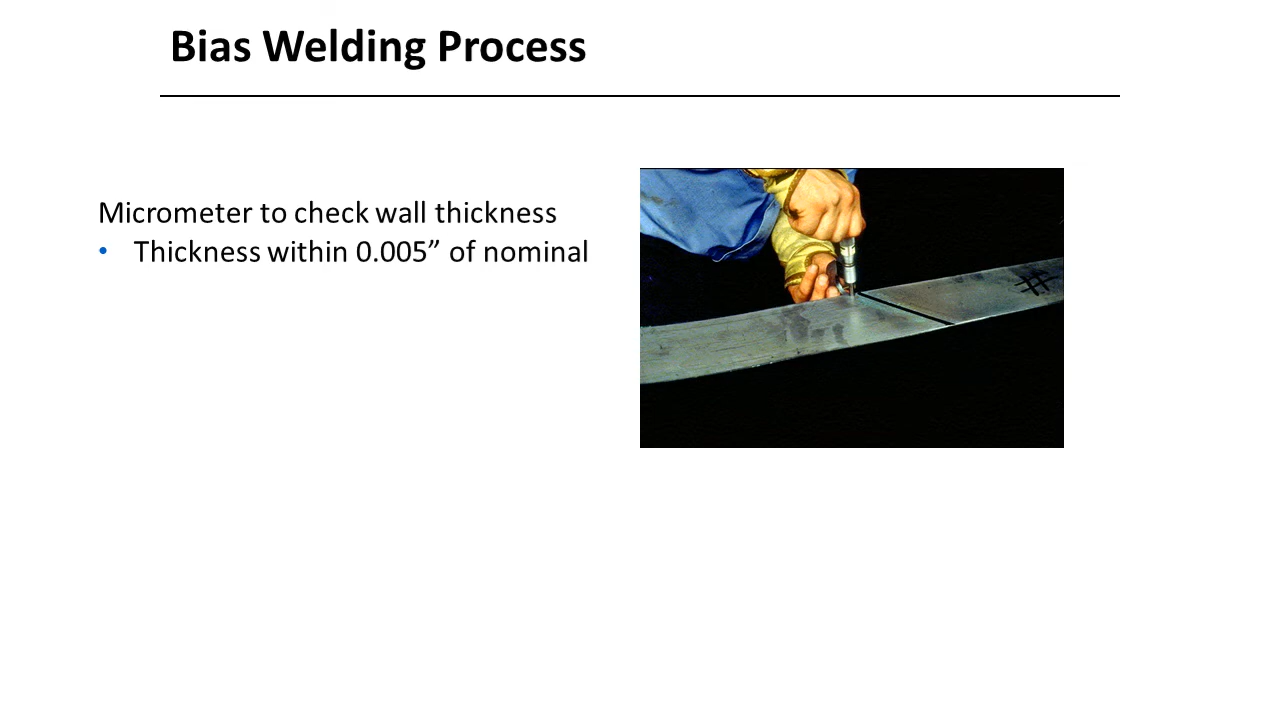 Bias Welding Process
Micrometer to check wall thickness
• Thickness within 0.005” of nominal